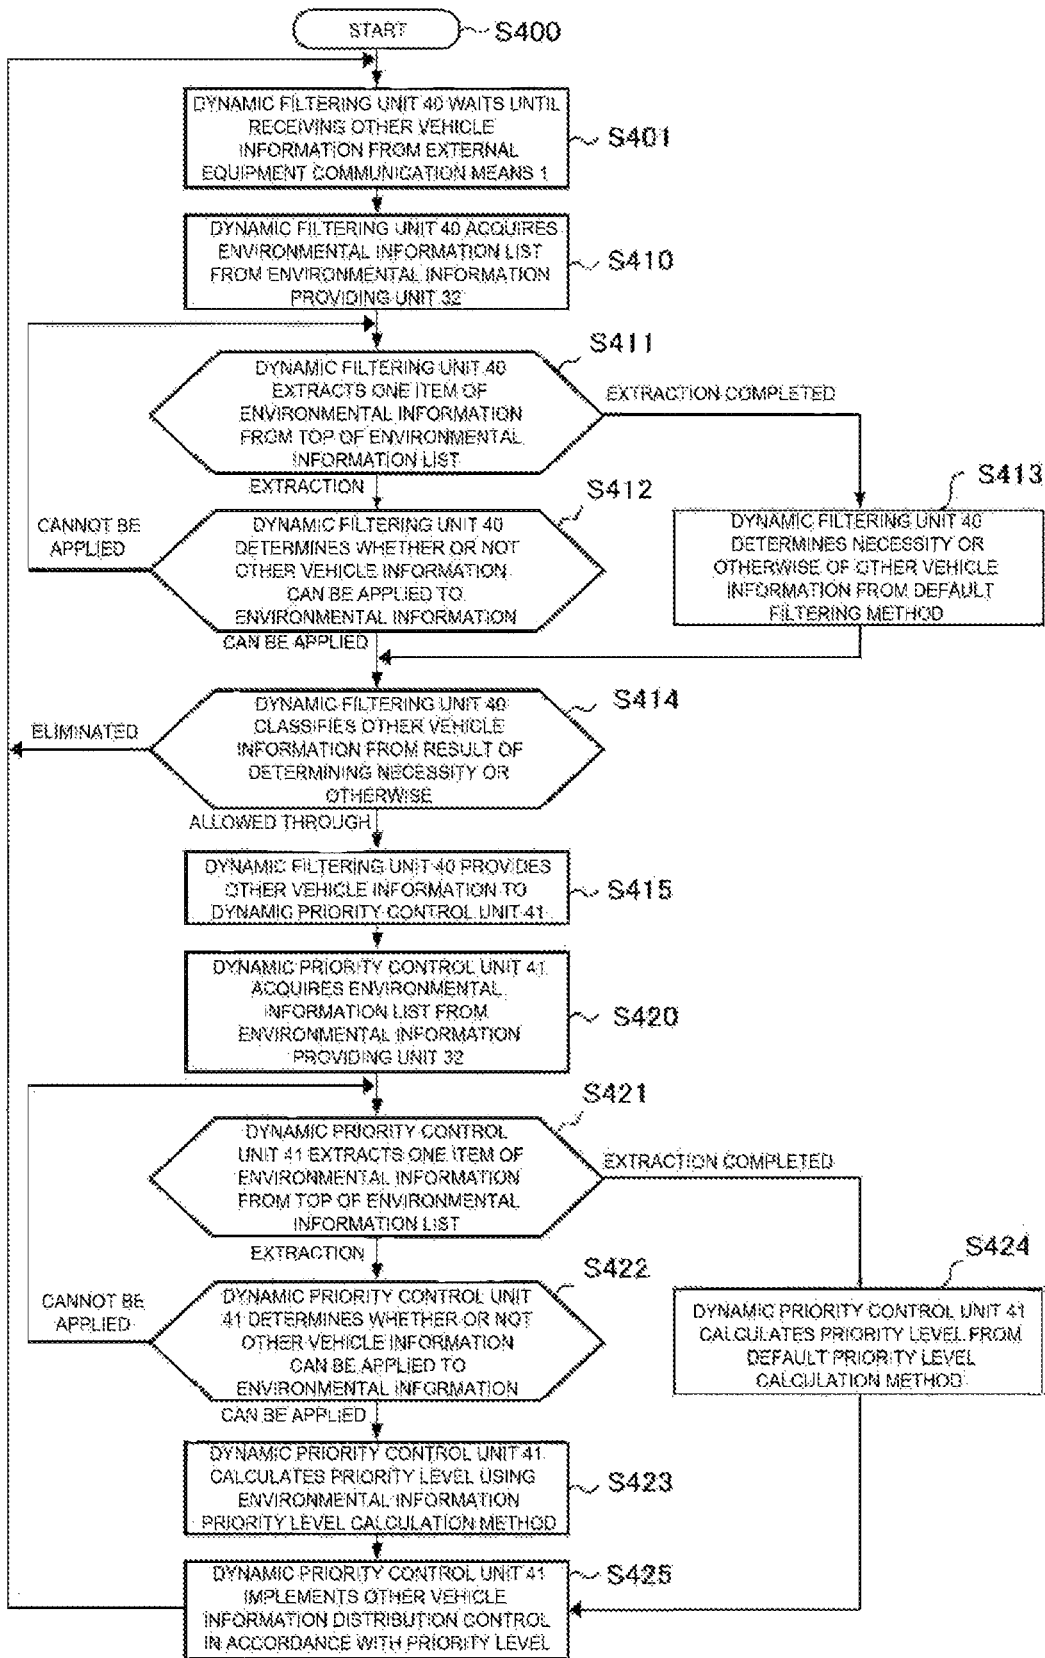 START
S400
DYNAMIC FILTERING UNIT 40 WAITS UNTIL
RECEIVING OTHER VEHICLE
INFORMATION FROM EXTERNAL
EQUIPMENT COMMUNICATION MEANS 1
S401
DYNAMIC FILTERING UNIT 40 ACQUIRES
ENVIRONMENTAL INFORMATION LIST
FROM ENVIRONMENTAL INFORMATION
PROVIDING UNIT 32
S410
S411
DYNAMIC FILTERING UNIT 40
EXTRACTS ONE ITEM OF
ENVIRONMENTAL INFORMATION
FROM TOP OF ENVIRONMENTAL
INFORMATION LIST
EXTRACTION COMPLETED
EXTRACTION
S412
S413
CANNOT BE
APPLIED
DYNAMIC FILTERING UNIT 40
DETERMINES WHETHER OR NOT
OTHER VEHICLE INFORMATION
CAN BE APPLIED TO
ENVIRONMENTAL INFORMATION
DYNAMIC FILTERING UNIT 40
DETERMINES NECESSITY OR
OTHERWISE OF OTHER VEHICLE
INFORMATION FROM DEFAULT
FILTERING METHOD
CAN BE APPLIED
S414
ELIMINATED
DYNAMIC FILTERING UNIT 40
CLASSIFIES OTHER VEHICLE
INFORMATION FROM RESULT OF
DETERMINING NECESSITY OR
OTHERWISE
ALLOWED THROUGH
DYNAMIC FILTERING UNIT 40 PROVIDES
OTHER VEHICLE INFORMATION TO
DYNAMIC PRIORITY CONTROL UNIT 41
S415
DYNAMIC PRIORITY CONTROL UNIT 41
ACQUIRES ENVIRONMENTAL
INFORMATION LIST FROM
ENVIRONMENTAL INFORMATION
PROVIDING UNIT 32
S420
S421
DYNAMIC PRIORITY CONTROL
UNIT 41 EXTRACTS ONE ITEM OF
ENVIRONMENTAL INFORMATION
FROM TOP OF ENVIRONMENTAL
INFORMATION LIST
EXTRACTION COMPLETED
EXTRACTION
S422
S424
CANNOT BE
APPLIED
DYNAMIC PRIORITY CONTROL UNIT
41 DETERMINES WHETHER OR NOT
OTHER VEHICLE INFORMATION
CAN BE APPLIED TO
ENVIRONMENTAL INFORMATION
DYNAMIC PRIORITY CONTROL UNIT 41
CALCULATES PRIORITY LEVEL FROM
DEFAULT PRIORITY LEVEL
CALCULATION METHOD
CAN BE APPLIED
DYNAMIC PRIORITY CONTROL UNIT 41
CALCULATES PRIORITY LEVEL USING
ENVIRONMENTAL INFORMATION
PRIORITY LEVEL CALCULATION METHOD
S423
DYNAMIC PRIORITY CONTROL UNIT 41
IMPLEMENTS OTHER VEHICLE
INFORMATION DISTRIBUTION CONTROL
IN ACCORDANCE WITH PRIORITY LEVEL
S425